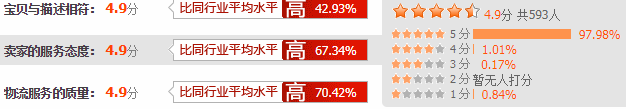 宝贝与描述相符： 4.9分 比同行业平均水平 高 42.93%
卖家的服务态度： 4.9分 比同行业平均水平 高 67.34%
物流服务的质量： 4.9分 比同行业平均水平 高 70.42%
4.9分 共593人
5 分 97.98%
4 分 1.01%
3 分 0.17%
2 分 暂无人打分
1 分 0.84%